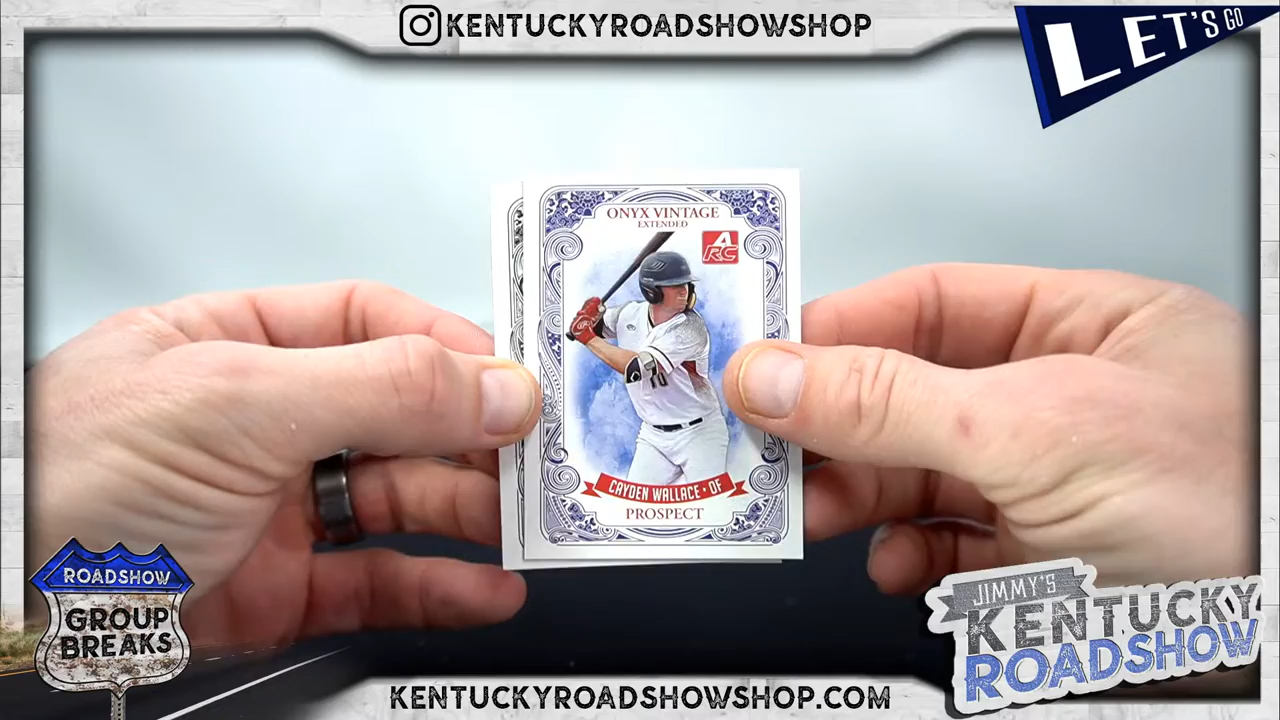 KENTUCKYROADSHOWSHOP
LET'S GO
ONYX VINTAGE
EXTENDED
A
RC
10
CAYDEN WALLACE • OF
PROSPECT
ROADSHOW
GROUP
BREAKS
JIMMY'S
KENTUCKY
ROADSHOW
KENTUCKYROADSHOWSHOP.COM